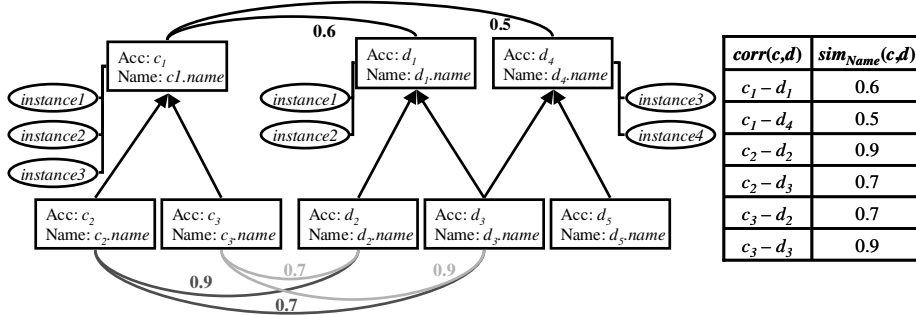 0.6
0.5
Acc: c1
Name: c1.name
Acc: d1
Name: d1.name
Acc: d4
Name: d4.name
instance1
instance2
instance3
instance1
instance2
instance3
instance4
Acc: c2
Name: c2.name
Acc: c3
Name: c3.name
Acc: d2
Name: d2.name
Acc: d3
Name: d3.name
Acc: d5
Name: d5.name
0.9
0.7
0.9
0.7
corr(c,d) simName(c,d)
c1 – d1 0.6
c1 – d4 0.5
c2 – d2 0.9
c2 – d3 0.7
c3 – d2 0.7
c3 – d3 0.9